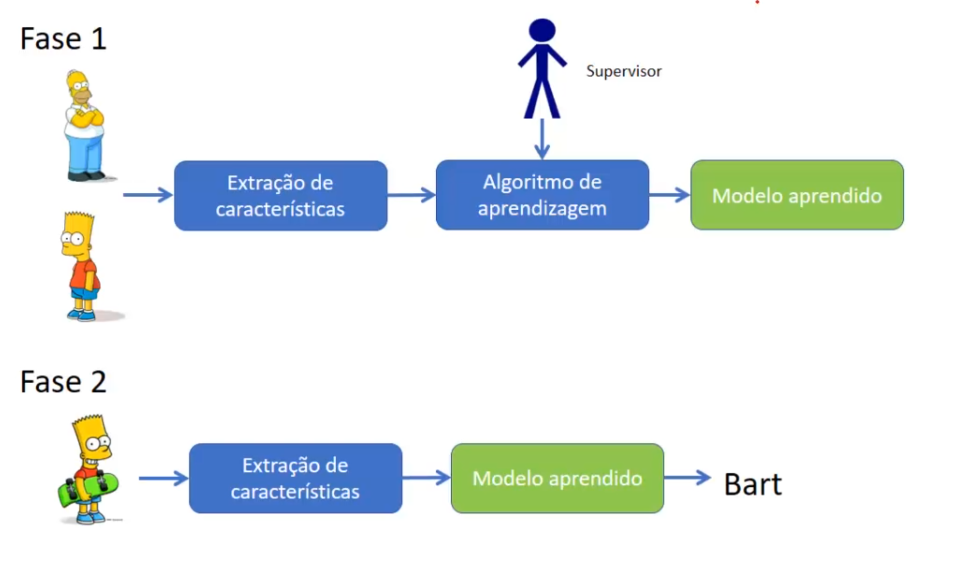 Fase 1
Supervisor
Extração de
características
Algoritmo de
aprendizagem
Modelo aprendido
Fase 2
Extração de
características
Modelo aprendido
Bart